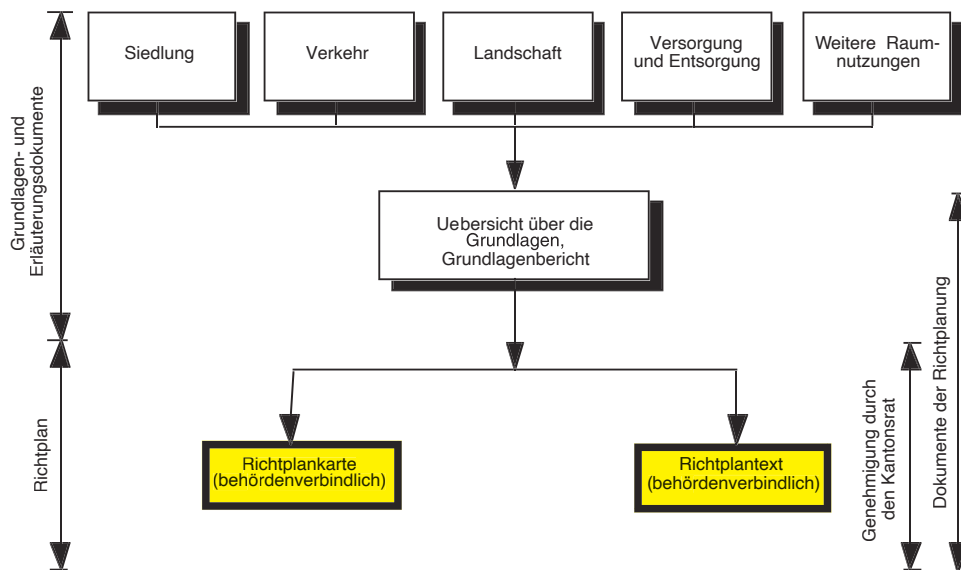 Siedlung
Verkehr
Landschaft
Versorgung
und Entsorgung
Weitere Raum-
nutzungen
Grundlagen- und
Erläuterungsdokumente
Uebersicht über die
Grundlagen,
Grundlagenbericht
Richtplan
Richtplankarte
(behördenverbindlich)
Richtplantext
(behördenverbindlich)
Genehmigung durch
den Kantonsrat
Dokumente der Richtplanung